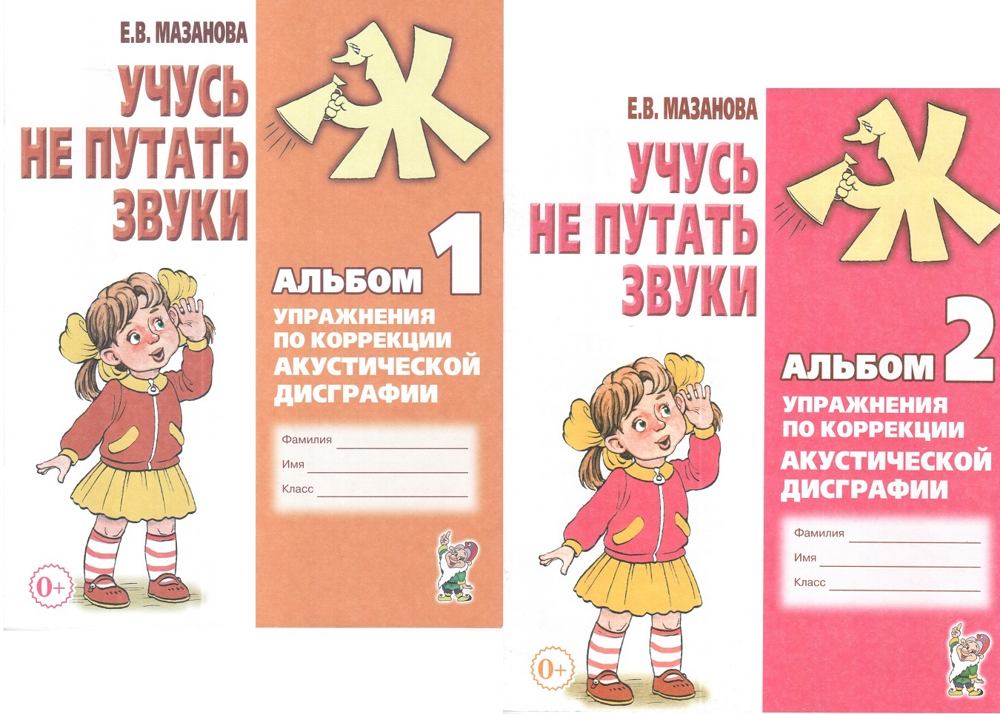 Е.В. МАЗАНОВА
УЧУСЬ
НЕ ПУТАТЬ
ЗВУКИ
АЛЬБОМ 1
УПРАЖНЕНИЯ
ПО КОРРЕКЦИИ
АКУСТИЧЕСКОЙ
ДИСГРАФИИ
Фамилия
Имя
Класс
0+
Е.В. МАЗАНОВА
УЧУСЬ
НЕ ПУТАТЬ
ЗВУКИ
АЛЬБОМ 2
УПРАЖНЕНИЯ
ПО КОРРЕКЦИИ
АКУСТИЧЕСКОЙ
ДИСГРАФИИ
Фамилия
Имя
Класс
0+